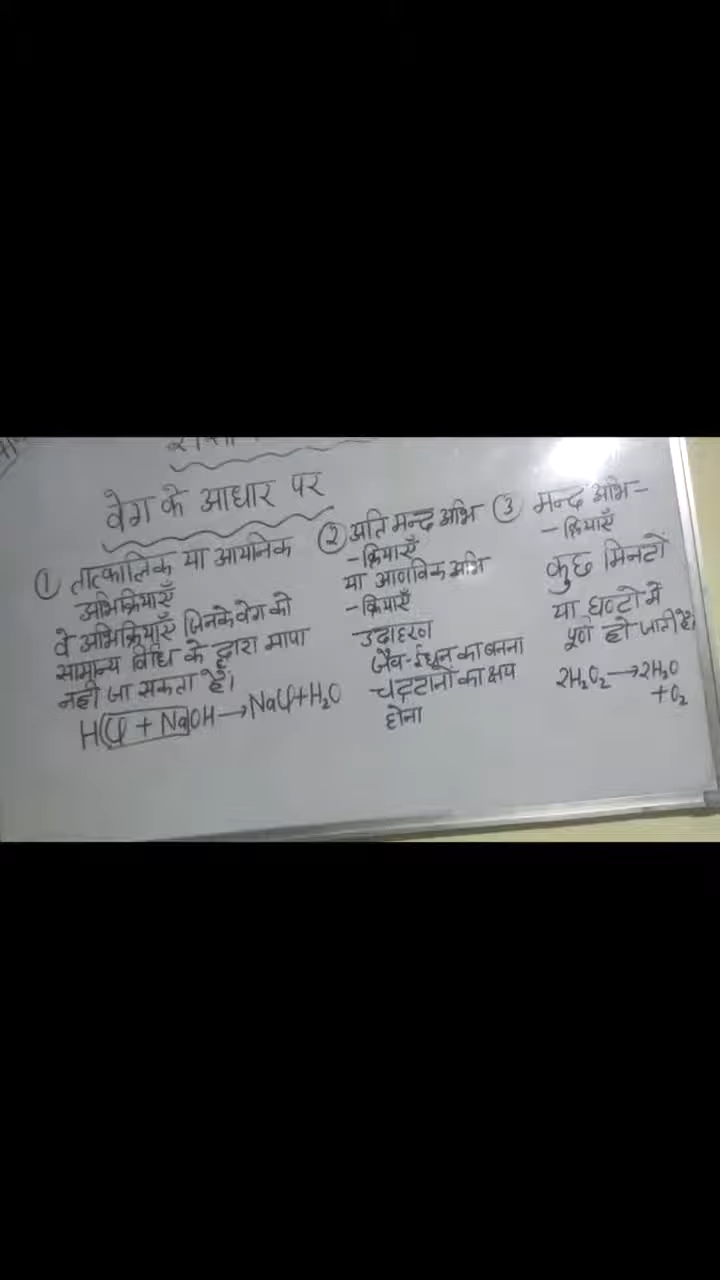 वेग के आधार पर
① तात्कालिक या आयनिक
अभिक्रियाएँ
वे अभिक्रियाएँ जिनके वेग को
सामान्य विधि के द्वारा मापा
नही जा सकता है।
HCl + NaOH → NaCl + H₂O
② अति मन्द अभि
-क्रियाएँ
या आणविक अभि
-क्रियाएँ
उदाहरण
जैव-ईधन का बनना
चट्टानों का क्षय
होना
③ मन्द अभि-
-क्रियाएँ
कुछ मिनटो
या घण्टो में
पूर्ण हो जाती है।
2H₂O₂ → 2H₂O
+ O₂